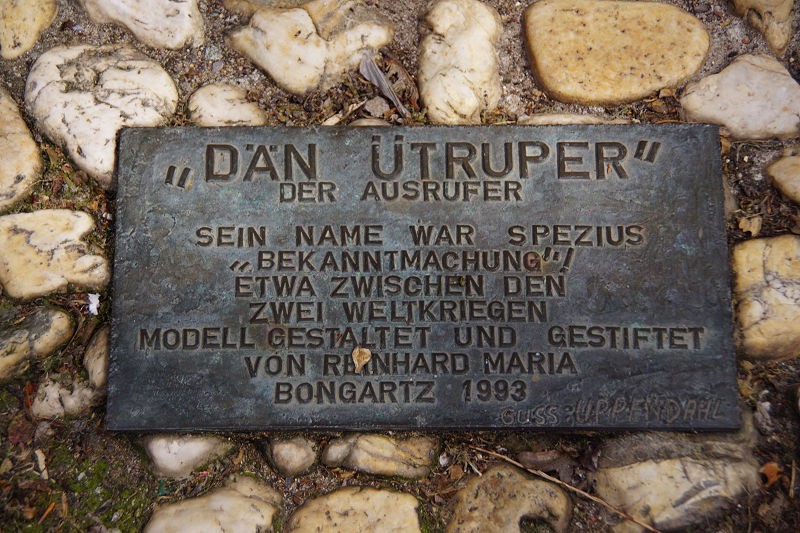 „DÄN ÜTRUPER"
DER AUSRUFER
SEIN NAME WAR SPEZIUS
„BEKANNTMACHUNG"!
ETWA ZWISCHEN DEN
ZWEI WELTKRIEGEN
MODELL GESTALTET UND GESTIFTET
VON REINHARD MARIA
BONGARTZ 1993
GUSS: UPPENDAHL